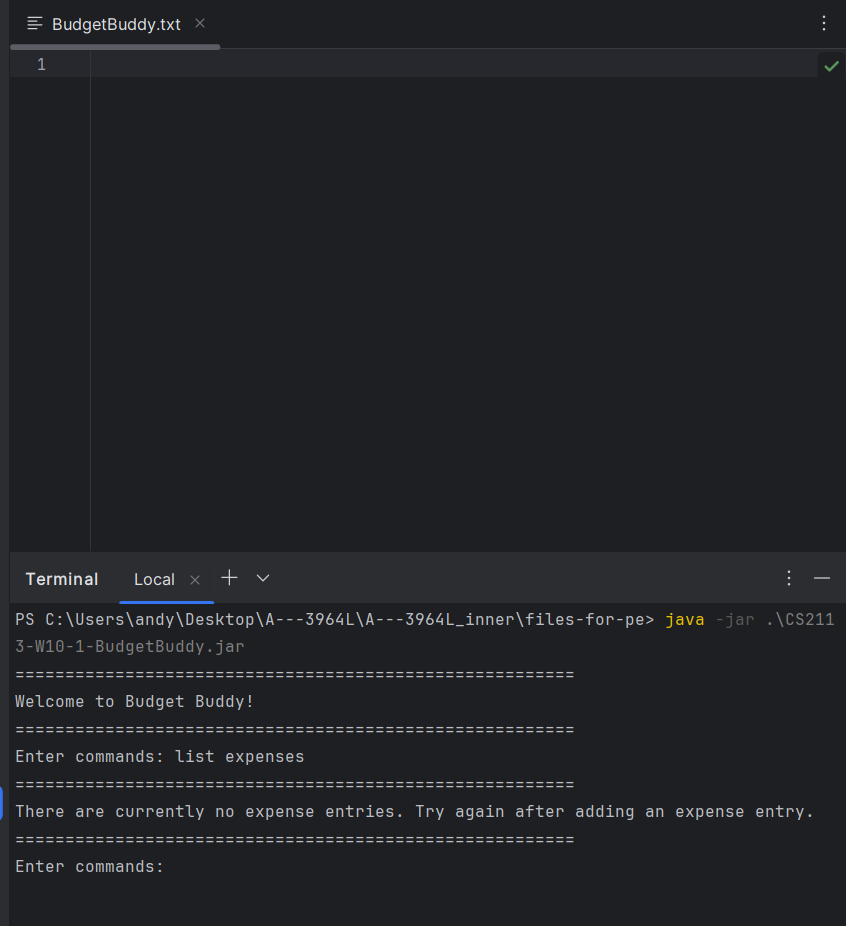 BudgetBuddy.txt
1
Terminal
Local
PS C:\Users\andy\Desktop\A---3964L\A---3964L_inner\files-for-pe> java -jar .\CS211
3-W10-1-BudgetBuddy.jar
========================================================
Welcome to Budget Buddy!
========================================================
Enter commands: list expenses
========================================================
There are currently no expense entries. Try again after adding an expense entry.
========================================================
Enter commands: